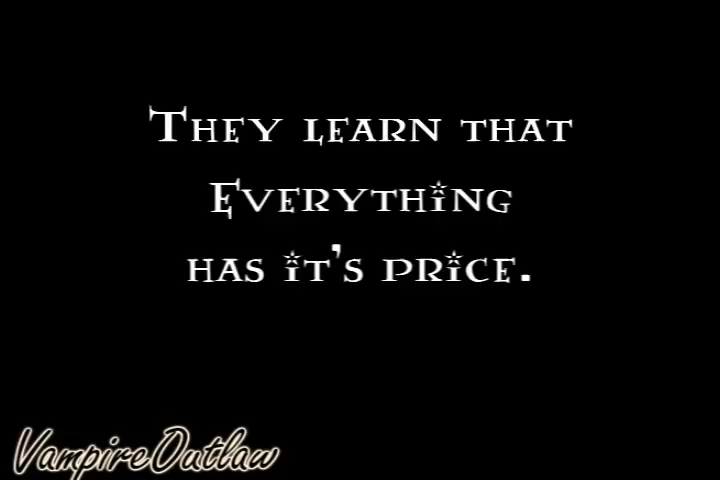 They learn that
Everything
has it's price.
VampireOutlaw